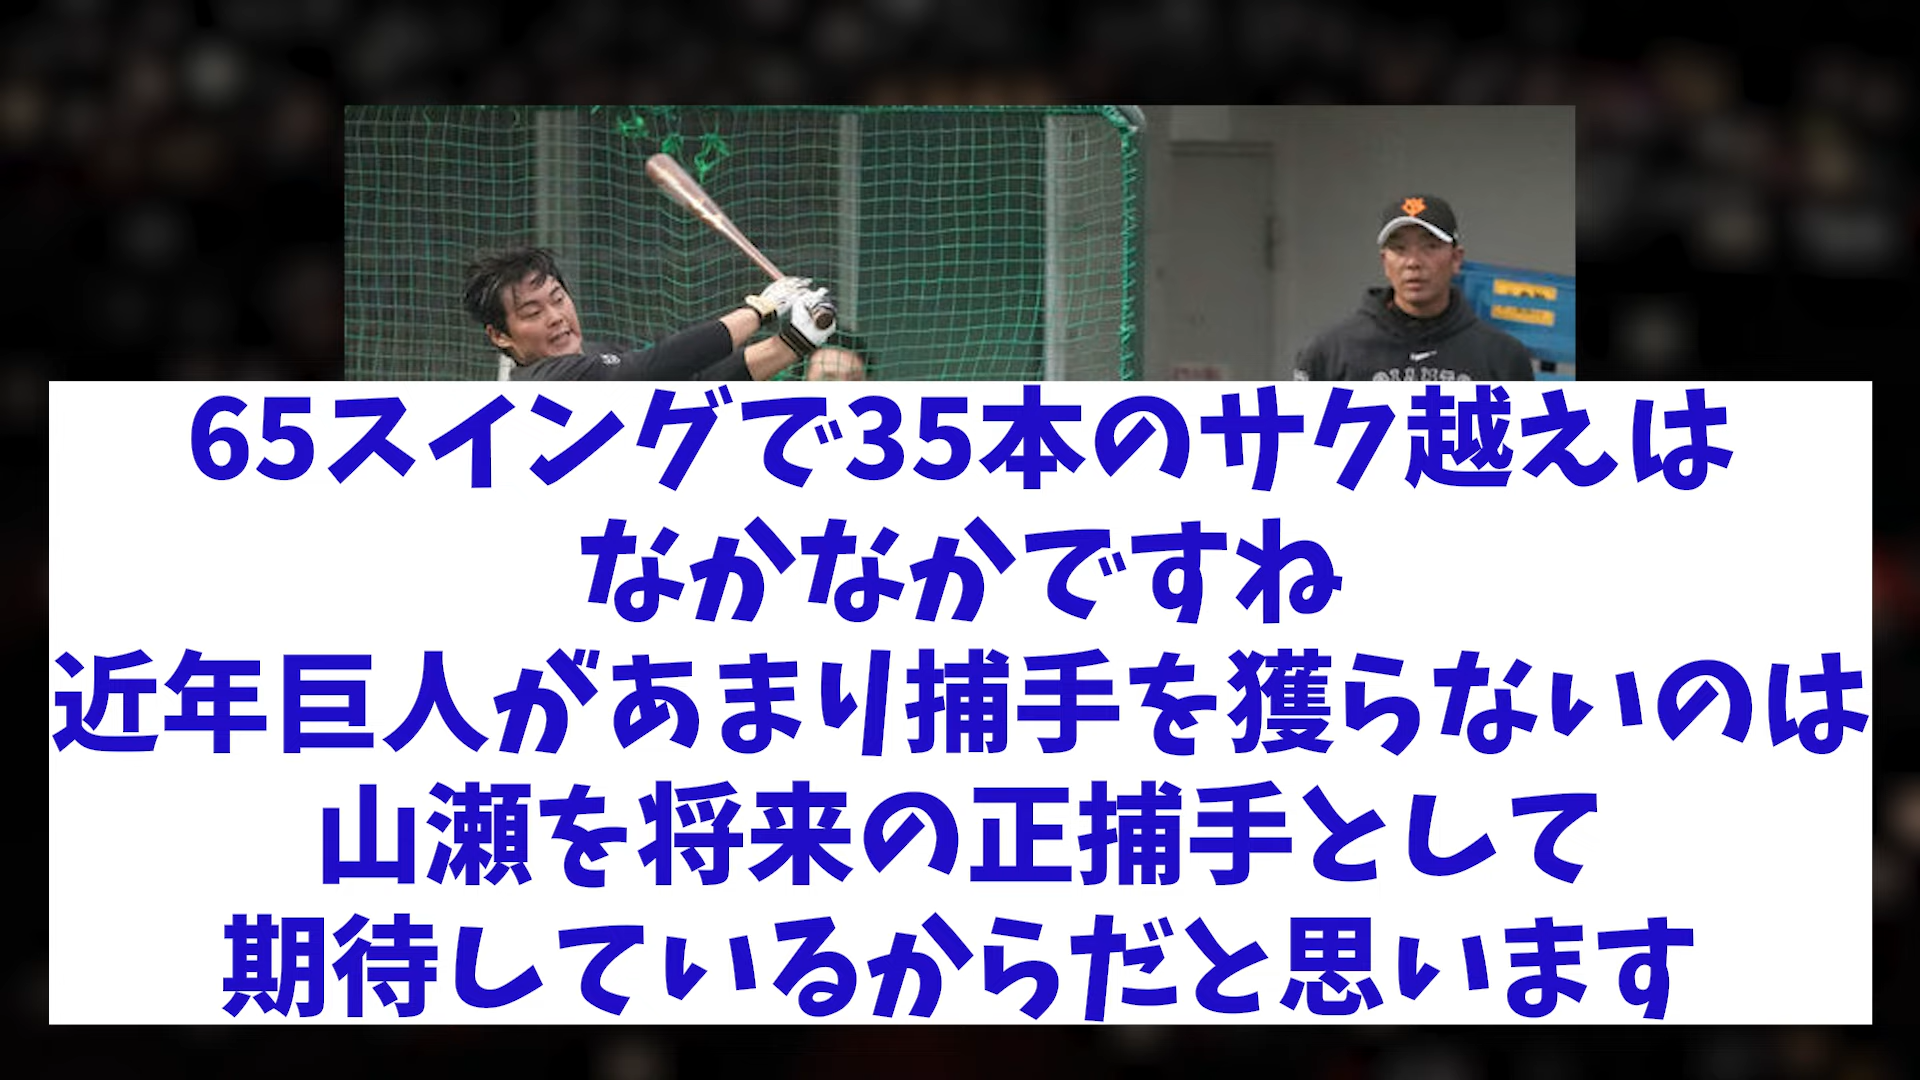 65スイングで35本のサク越えは
なかなかですね
近年巨人があまり捕手を獲らないのは
山瀬を将来の正捕手として
期待しているからだと思います